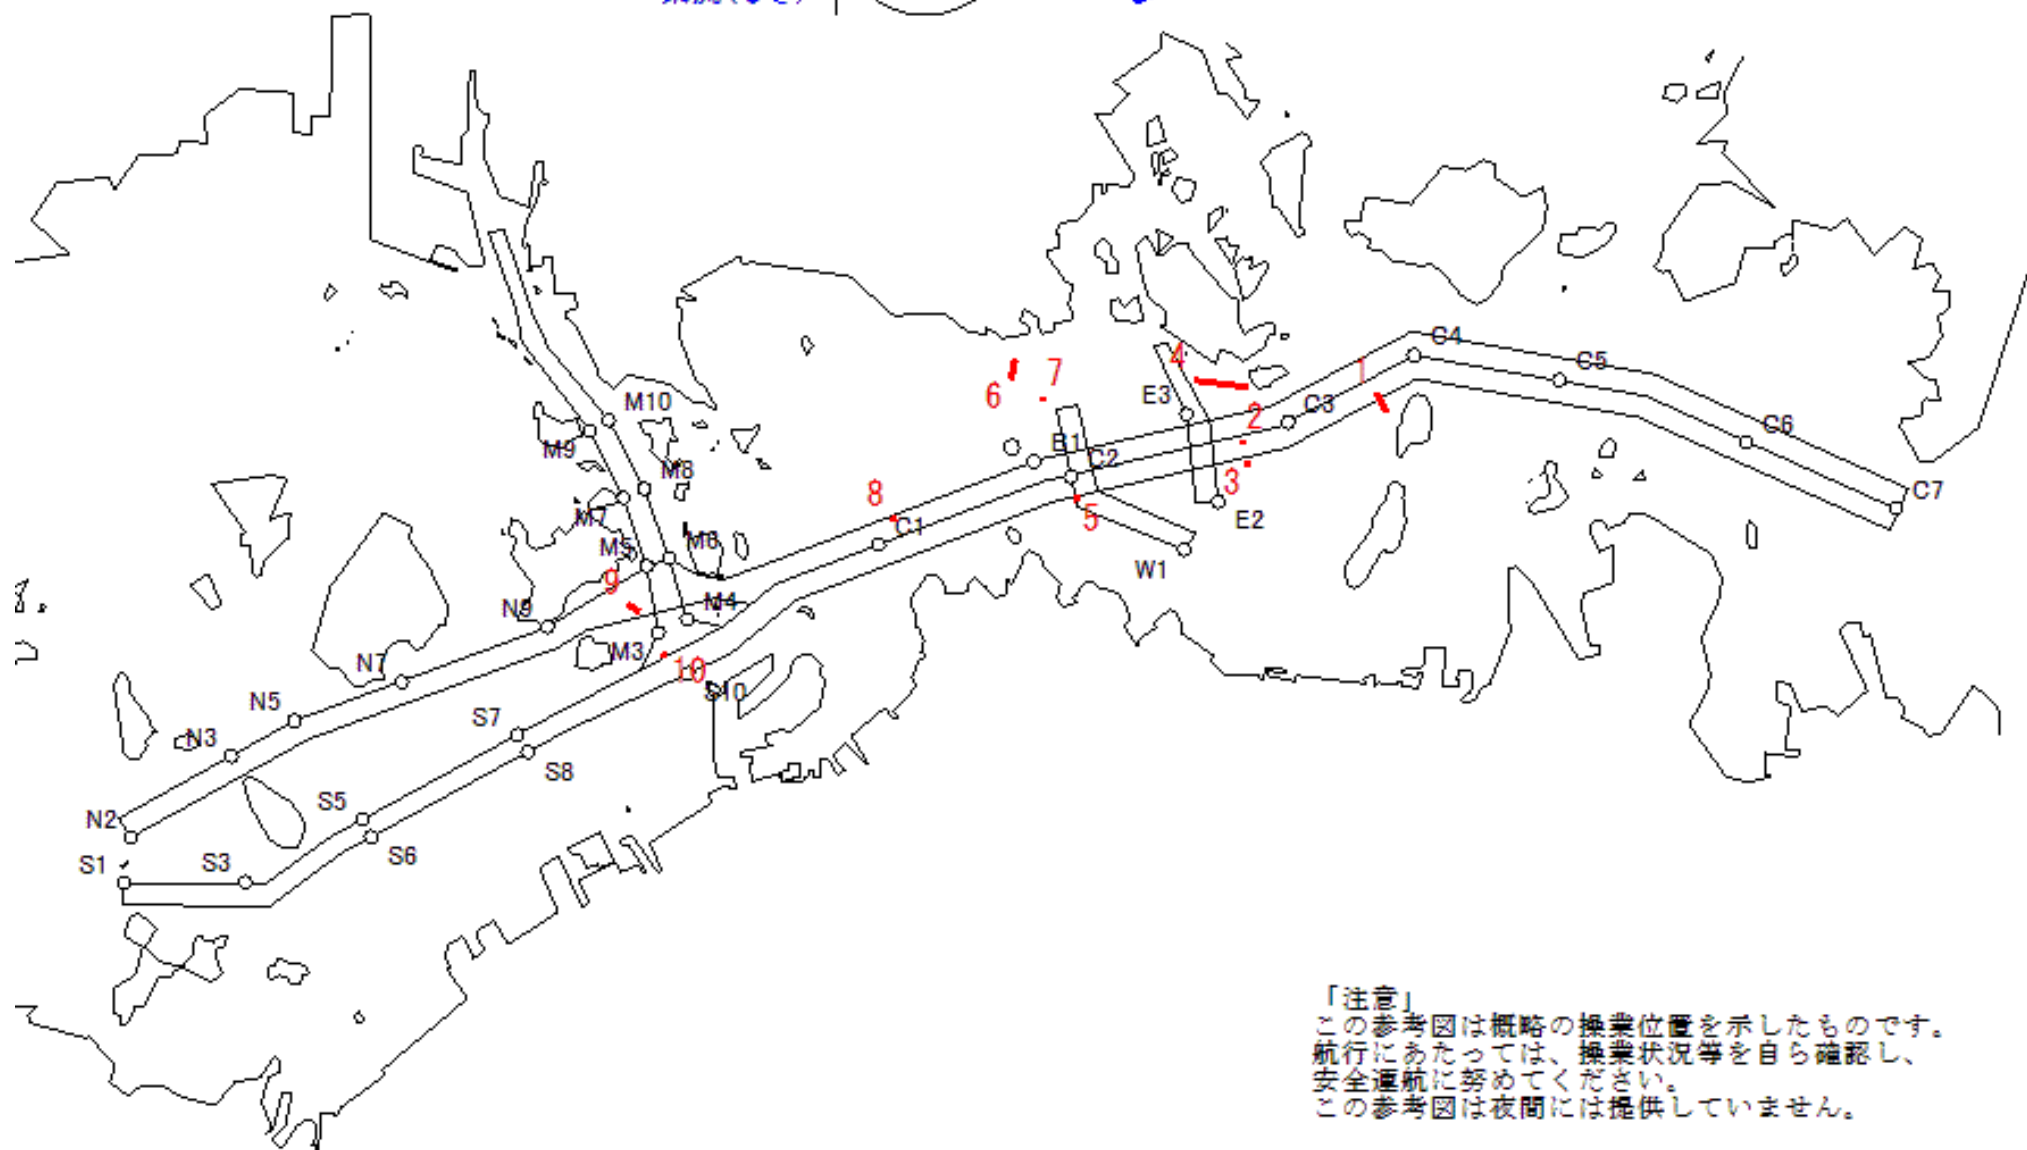 C4
C5
C6
C7
1
4
7
6
E3
2
C3
B1
C2
3
E2
5
W1
8
C1
M10
M9
M8
M7
M6
M5
9
M4
N9
M3
10
S10
N7
N5
N3
S7
S8
N2
S5
S6
S1
S3
「注意」
この参考図は概略の操業位置を示したものです。
航行にあたっては、操業状況等を自ら確認し、
安全運航に努めてください。
この参考図は夜間には提供していません。